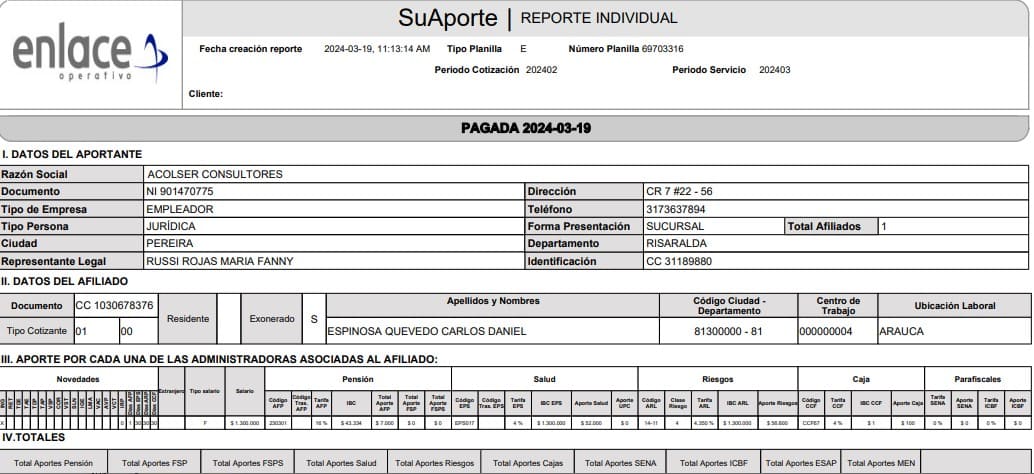 enlace
operativo
SuAporte | REPORTE INDIVIDUAL
Fecha creación reporte 2024-03-19, 11:13:14 AM Tipo Planilla E Número Planilla 69703316
Periodo Cotización 202402 Periodo Servicio 202403
Cliente:
PAGADA 2024-03-19
I. DATOS DEL APORTANTE
Razón Social ACOLSER CONSULTORES
Documento NI 901470775 Dirección CR 7 #22 - 56
Tipo de Empresa EMPLEADOR Teléfono 3173637894
Tipo Persona JURÍDICA Forma Presentación SUCURSAL Total Afiliados 1
Ciudad PEREIRA Departamento RISARALDA
Representante Legal RUSSI ROJAS MARIA FANNY Identificación CC 31189880
II. DATOS DEL AFILIADO
Documento CC 1030678376 Residente Exonerado S Apellidos y Nombres Código Ciudad - Departamento Centro de Trabajo Ubicación Laboral
Tipo Cotizante 01 00 ESPINOSA QUEVEDO CARLOS DANIEL 81300000 - 81 000000004 ARAUCA
III. APORTE POR CADA UNA DE LAS ADMINISTRADORAS ASOCIADAS AL AFILIADO:
Novedades Extranjero Tipo salario Salario Pensión Salud Riesgos Caja Parafiscales
Código AFP Código Tras. AFP Tarifa AFP IBC Total Aporte AFP Total Aporte FSP Total Aporte FSPS Código EPS Código Tras. EPS Tarifa EPS IBC EPS Aporte Salud Aporte UPC Código ARL Clase Riesgo Tarifa ARL IBC ARL Aporte Riesgos Código CCF Tarifa CCF IBC CCF Aporte Caja Tarifa SENA Aporte SENA Tarifa ICBF Aporte ICBF
X 0 1 30 30 30 F $ 1.300.000 230301 16 % $ 43.334 $ 7.000 $ 0 $ 0 EPS017 4 % $ 1.300.000 $ 52.000 $ 0 14-11 4 4.350 % $ 1.300.000 $ 56.600 CCF67 4 % $ 1 $ 100 0 % $ 0 0 % $ 0
IV.TOTALES
Total Aportes Pensión Total Aportes FSP Total Aportes FSPS Total Aportes Salud Total Aportes Riesgos Total Aportes Cajas Total Aportes SENA Total Aportes ICBF Total Aportes ESAP Total Aportes MEN